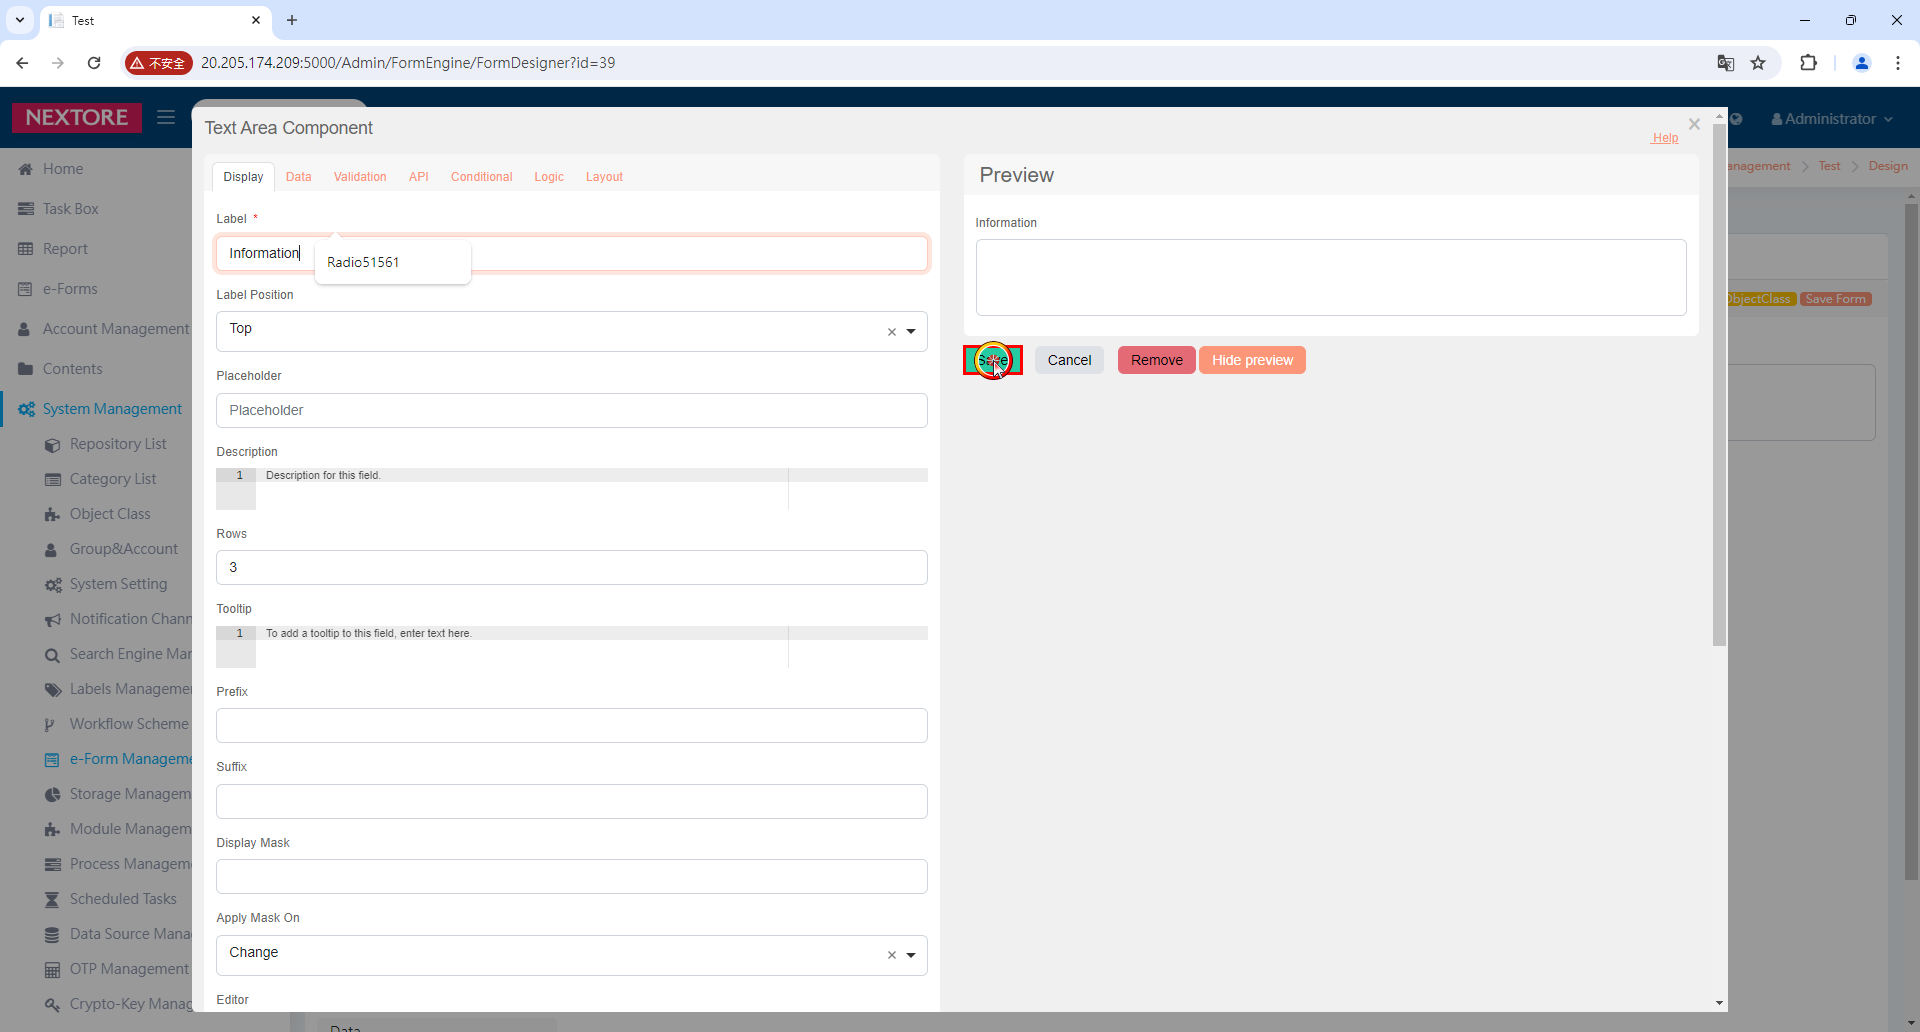 Test
不安全
20.205.174.209:5000/Admin/FormEngine/FormDesigner?id=39
NEXTORE
Administrator
Home
Task Box
Report
e-Forms
Account Management
Contents
System Management
Repository List
Category List
Object Class
Group&Account
System Setting
Notification Chann
Search Engine Mar
Labels Manageme
Workflow Scheme
e-Form Manageme
Storage Managem
Module Managem
Process Managem
Scheduled Tasks
Data Source Mana
OTP Management
Crypto-Key Manag
anagement
Test
Design
ObjectClass
Save Form
Text Area Component
Help
Display
Data
Validation
API
Conditional
Logic
Layout
Label *
Information
Radio51561
Label Position
Top
Placeholder
Placeholder
Description
1 Description for this field.
Rows
3
Tooltip
1 To add a tooltip to this field, enter text here.
Prefix
Suffix
Display Mask
Apply Mask On
Change
Editor
Preview
Information
Cancel
Remove
Hide preview
Data